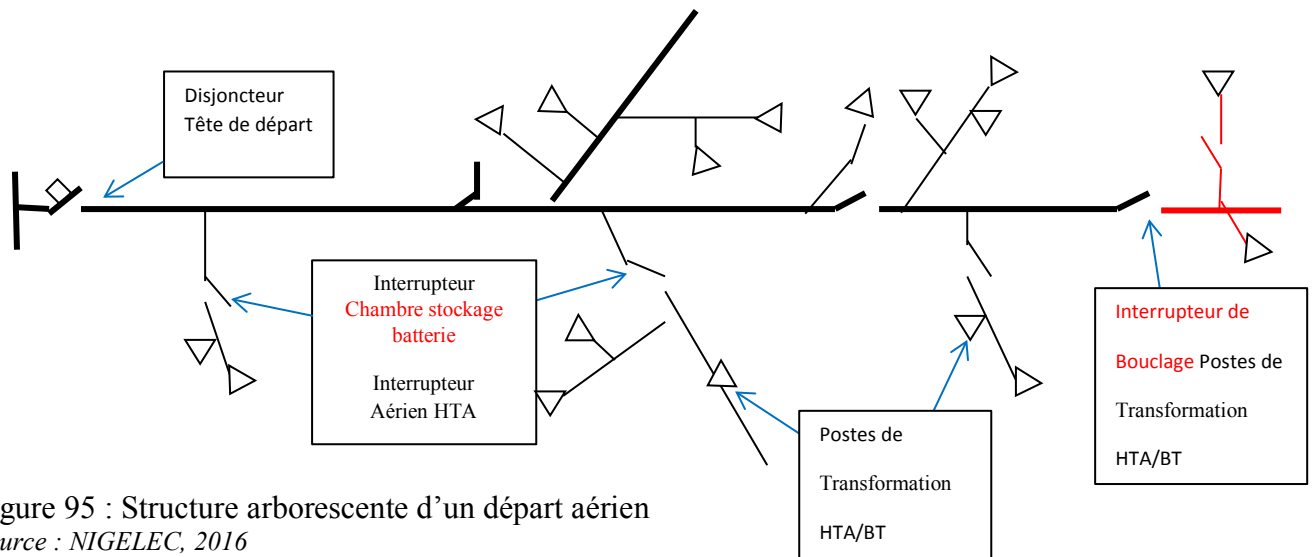 Disjoncteur
Tête de départ
Interrupteur
Chambre stockage
batterie
Interrupteur
Aérien HTA
Postes de
Transformation
HTA/BT
Interrupteur de
Bouclage Postes de
Transformation
HTA/BT
gure 95 : Structure arborescente d’un départ aérien
urce : NIGELEC, 2016